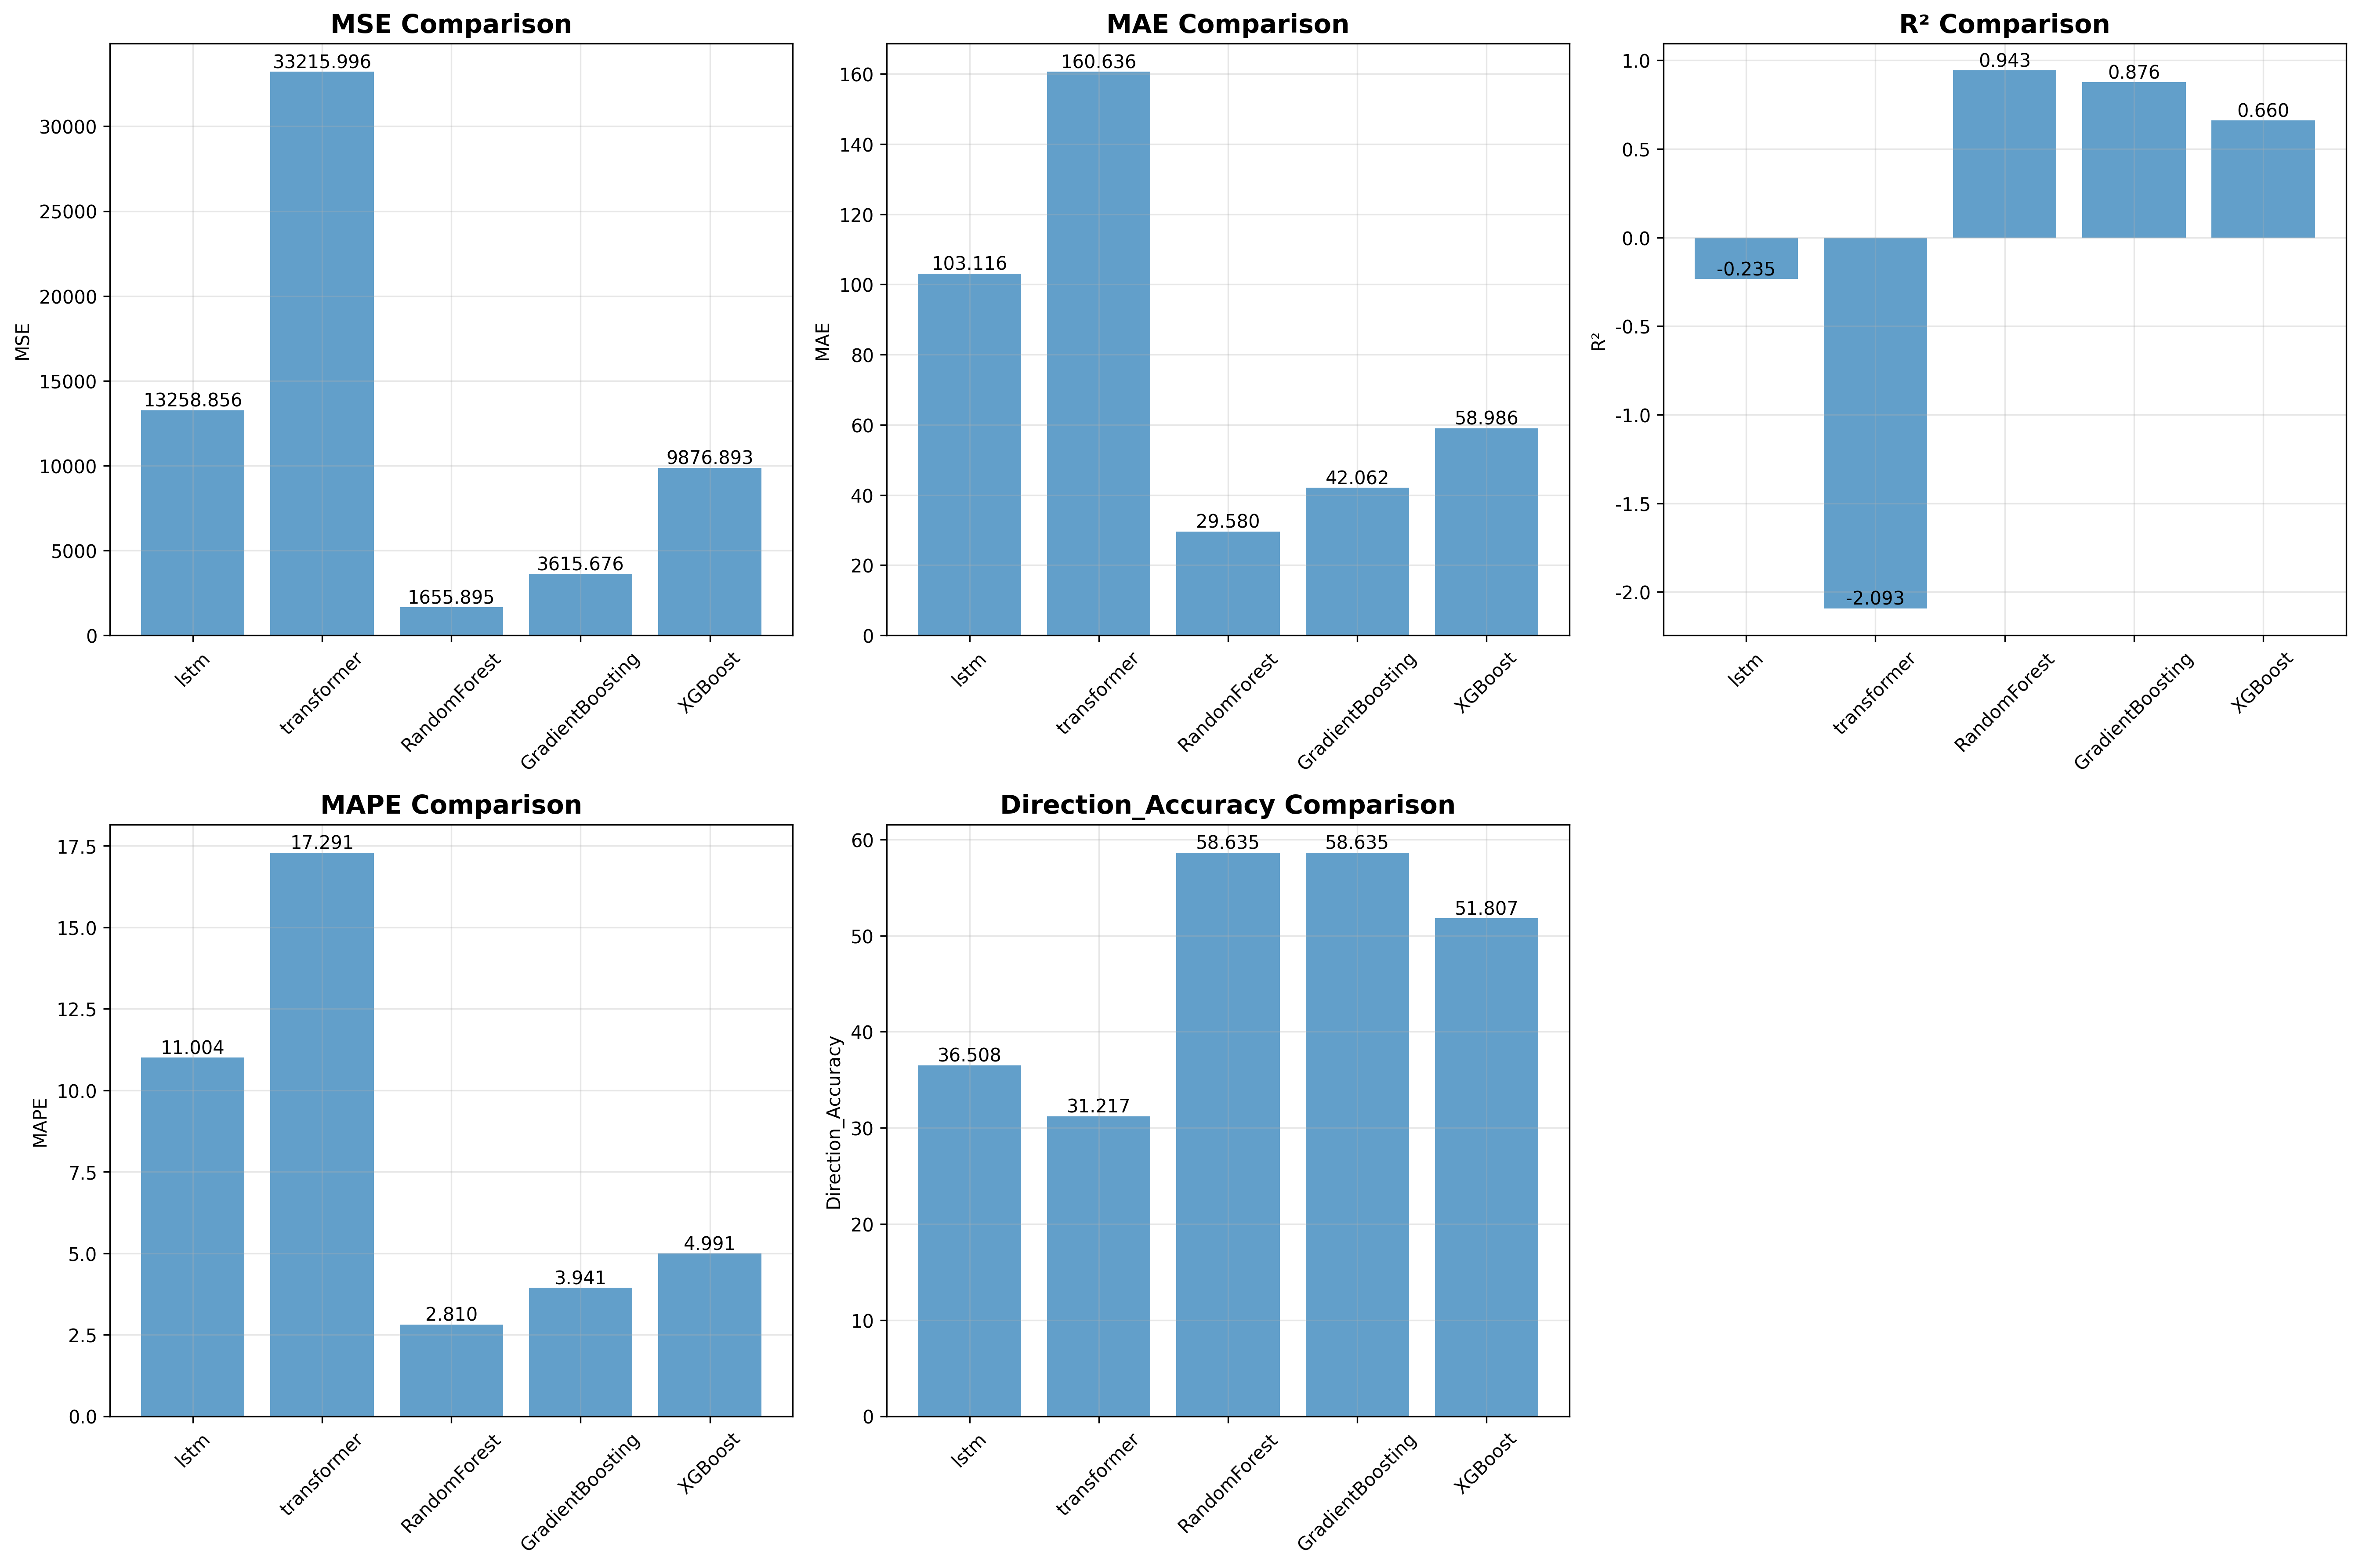 MSE Comparison
MSE
30000
25000
20000
15000
10000
5000
0
13258.856
33215.996
1655.895
3615.676
9876.893
lstm
transformer
RandomForest
GradientBoosting
XGBoost
MAE Comparison
MAE
160
140
120
100
80
60
40
20
0
103.116
160.636
29.580
42.062
58.986
lstm
transformer
RandomForest
GradientBoosting
XGBoost
R² Comparison
R²
1.0
0.5
0.0
-0.5
-1.0
-1.5
-2.0
-0.235
-2.093
0.943
0.876
0.660
lstm
transformer
RandomForest
GradientBoosting
XGBoost
MAPE Comparison
MAPE
17.5
15.0
12.5
10.0
7.5
5.0
2.5
0.0
11.004
17.291
2.810
3.941
4.991
lstm
transformer
RandomForest
GradientBoosting
XGBoost
Direction_Accuracy Comparison
Direction_Accuracy
60
50
40
30
20
10
0
36.508
31.217
58.635
58.635
51.807
lstm
transformer
RandomForest
GradientBoosting
XGBoost